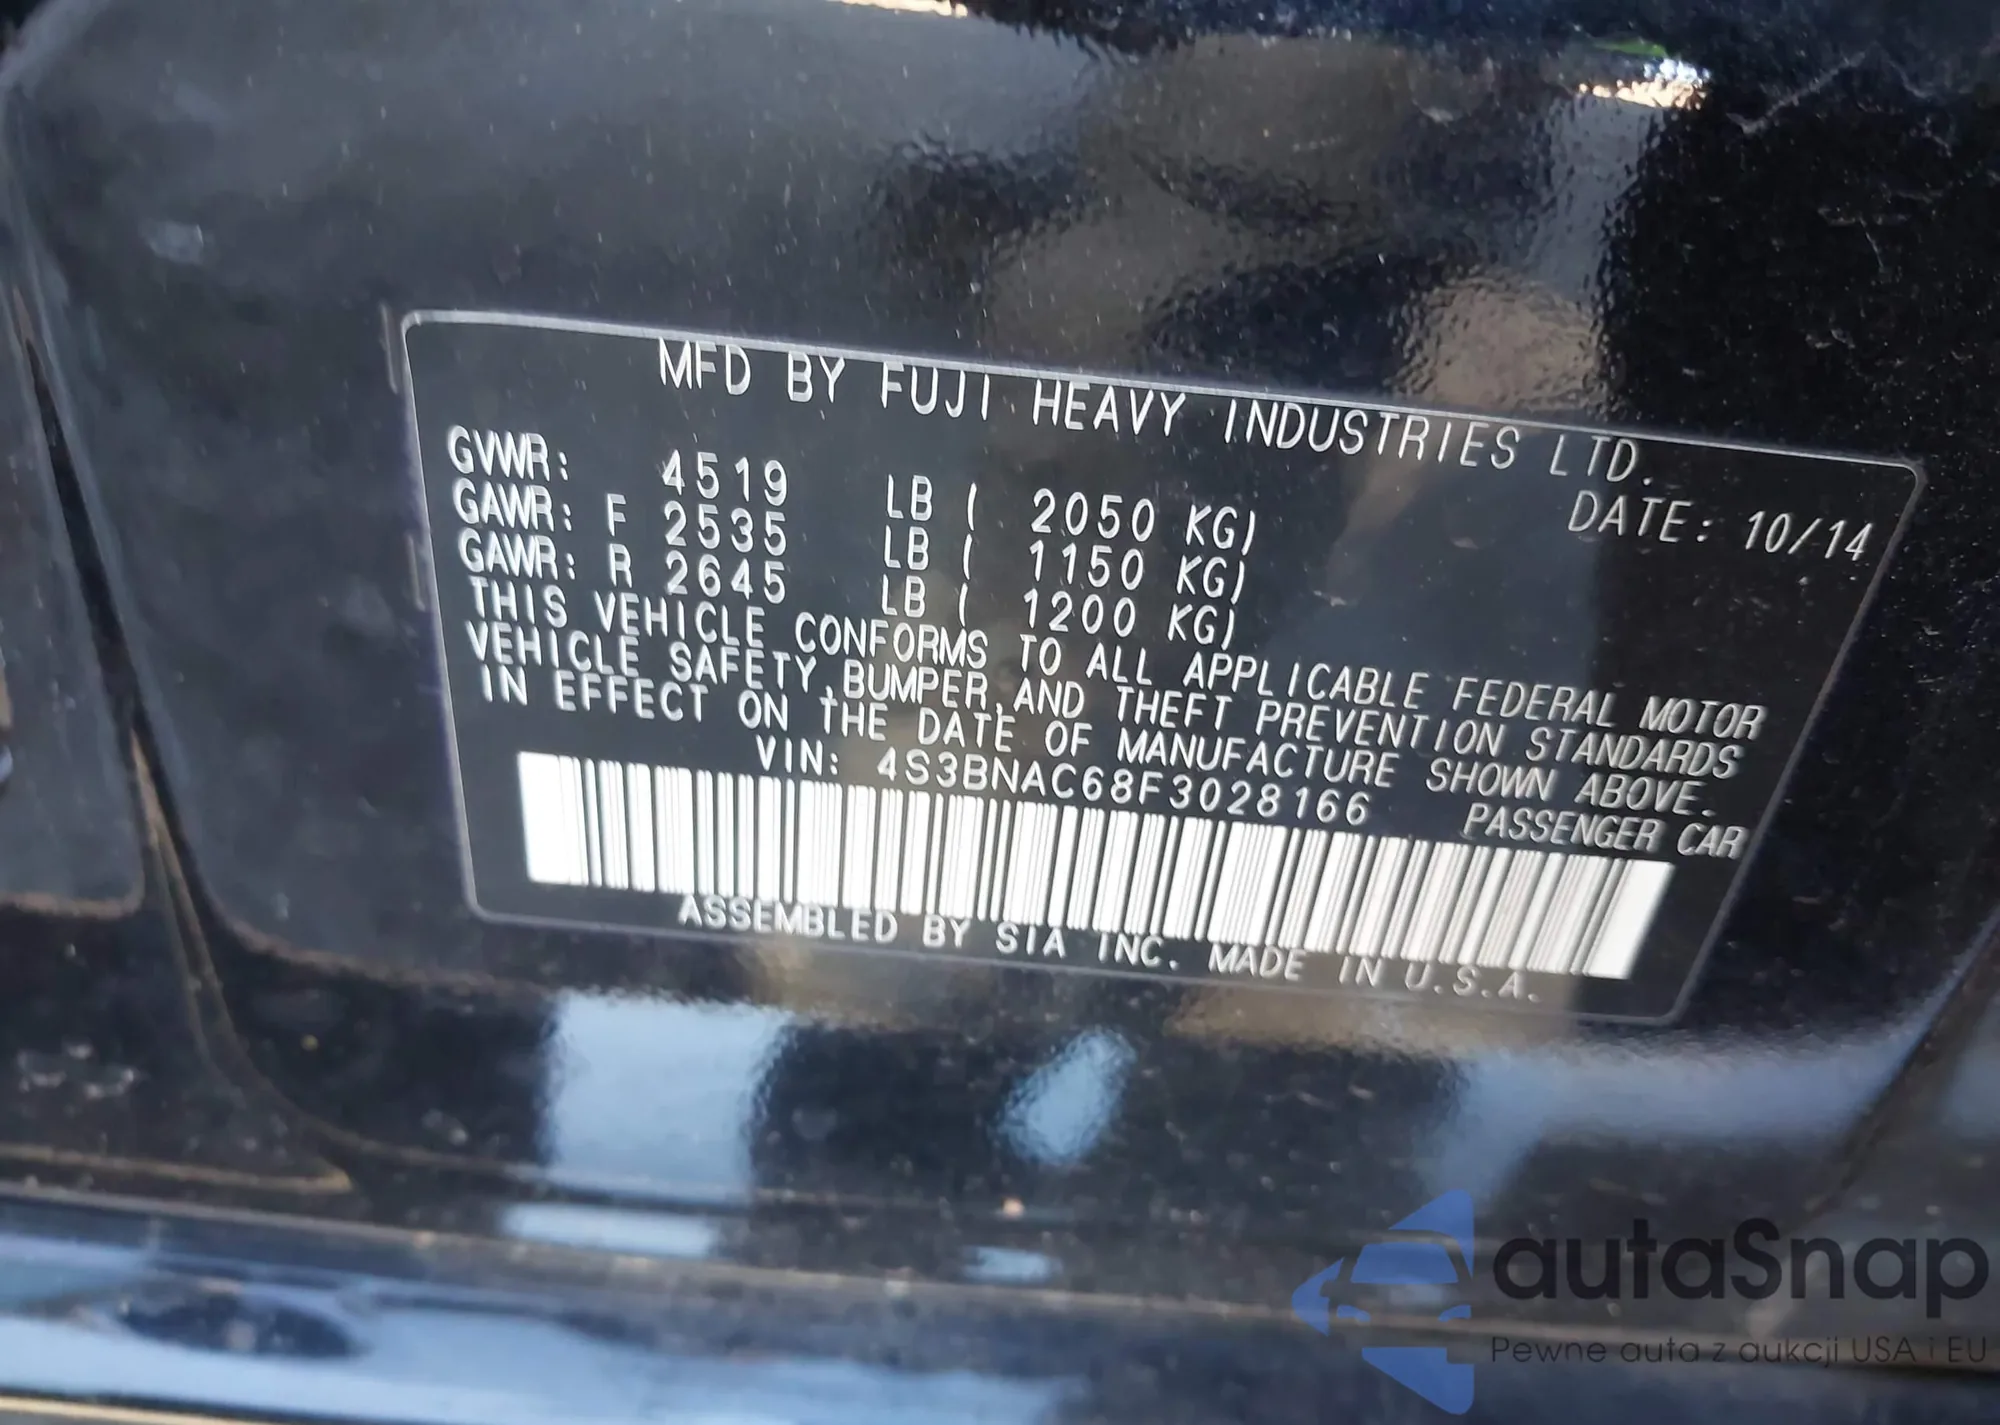 MFD BY FUJI HEAVY INDUSTRIES LTD.
DATE: 10/14
GVWR: 4519 LB ( 2050 KG)
GAWR: F 2535 LB ( 1150 KG)
GAWR: R 2645 LB ( 1200 KG)
THIS VEHICLE CONFORMS TO ALL APPLICABLE FEDERAL MOTOR
VEHICLE SAFETY,BUMPER,AND THEFT PREVENTION STANDARDS
IN EFFECT ON THE DATE OF MANUFACTURE SHOWN ABOVE.
VIN: 4S3BNAC68F3028166 PASSENGER CAR
ASSEMBLED BY SIA INC. MADE IN U.S.A.
autaSnap
Pewne auta z aukcji USA i EU